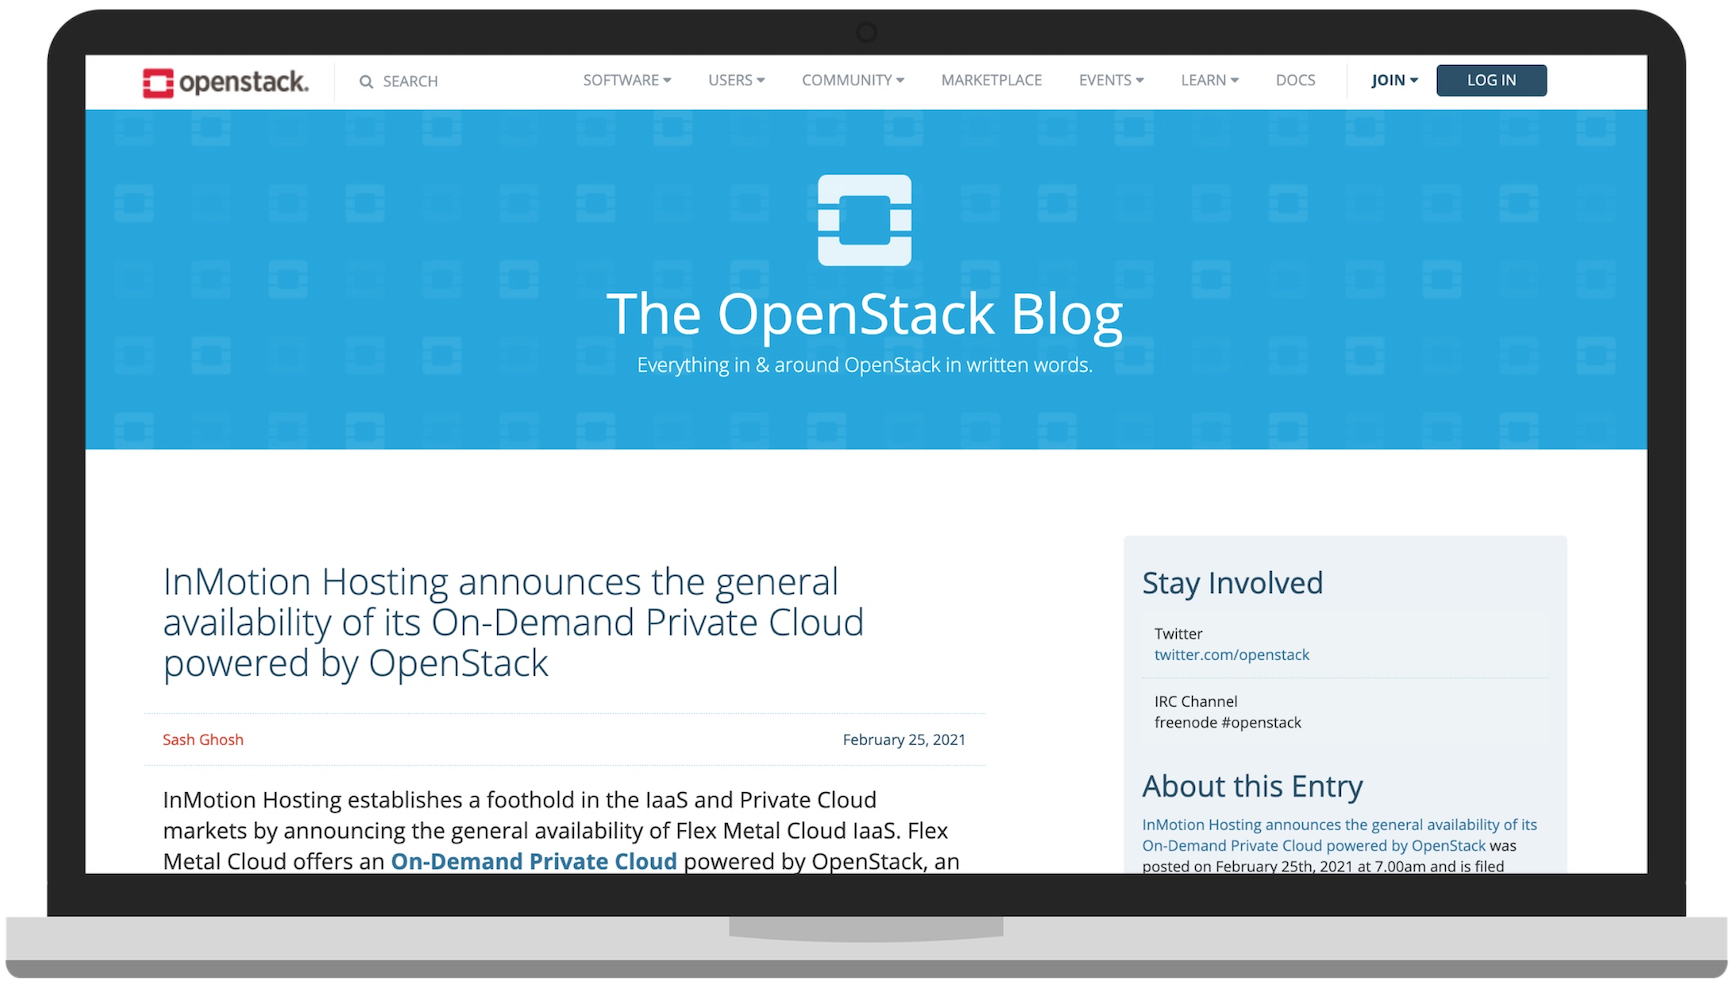 openstack.
SEARCH
SOFTWARE
USERS
COMMUNITY
MARKETPLACE
EVENTS
LEARN
DOCS
JOIN
LOG IN
The OpenStack Blog
Everything in & around OpenStack in written words.
InMotion Hosting announces the general
availability of its On-Demand Private Cloud
powered by OpenStack
Sash Ghosh
February 25, 2021
InMotion Hosting establishes a foothold in the IaaS and Private Cloud
markets by announcing the general availability of Flex Metal Cloud IaaS. Flex
Metal Cloud offers an On-Demand Private Cloud powered by OpenStack, an
Stay Involved
Twitter
twitter.com/openstack
IRC Channel
freenode #openstack
About this Entry
InMotion Hosting announces the general availability of its
On-Demand Private Cloud powered by OpenStack was
posted on February 25th, 2021 at 7.00am and is filed